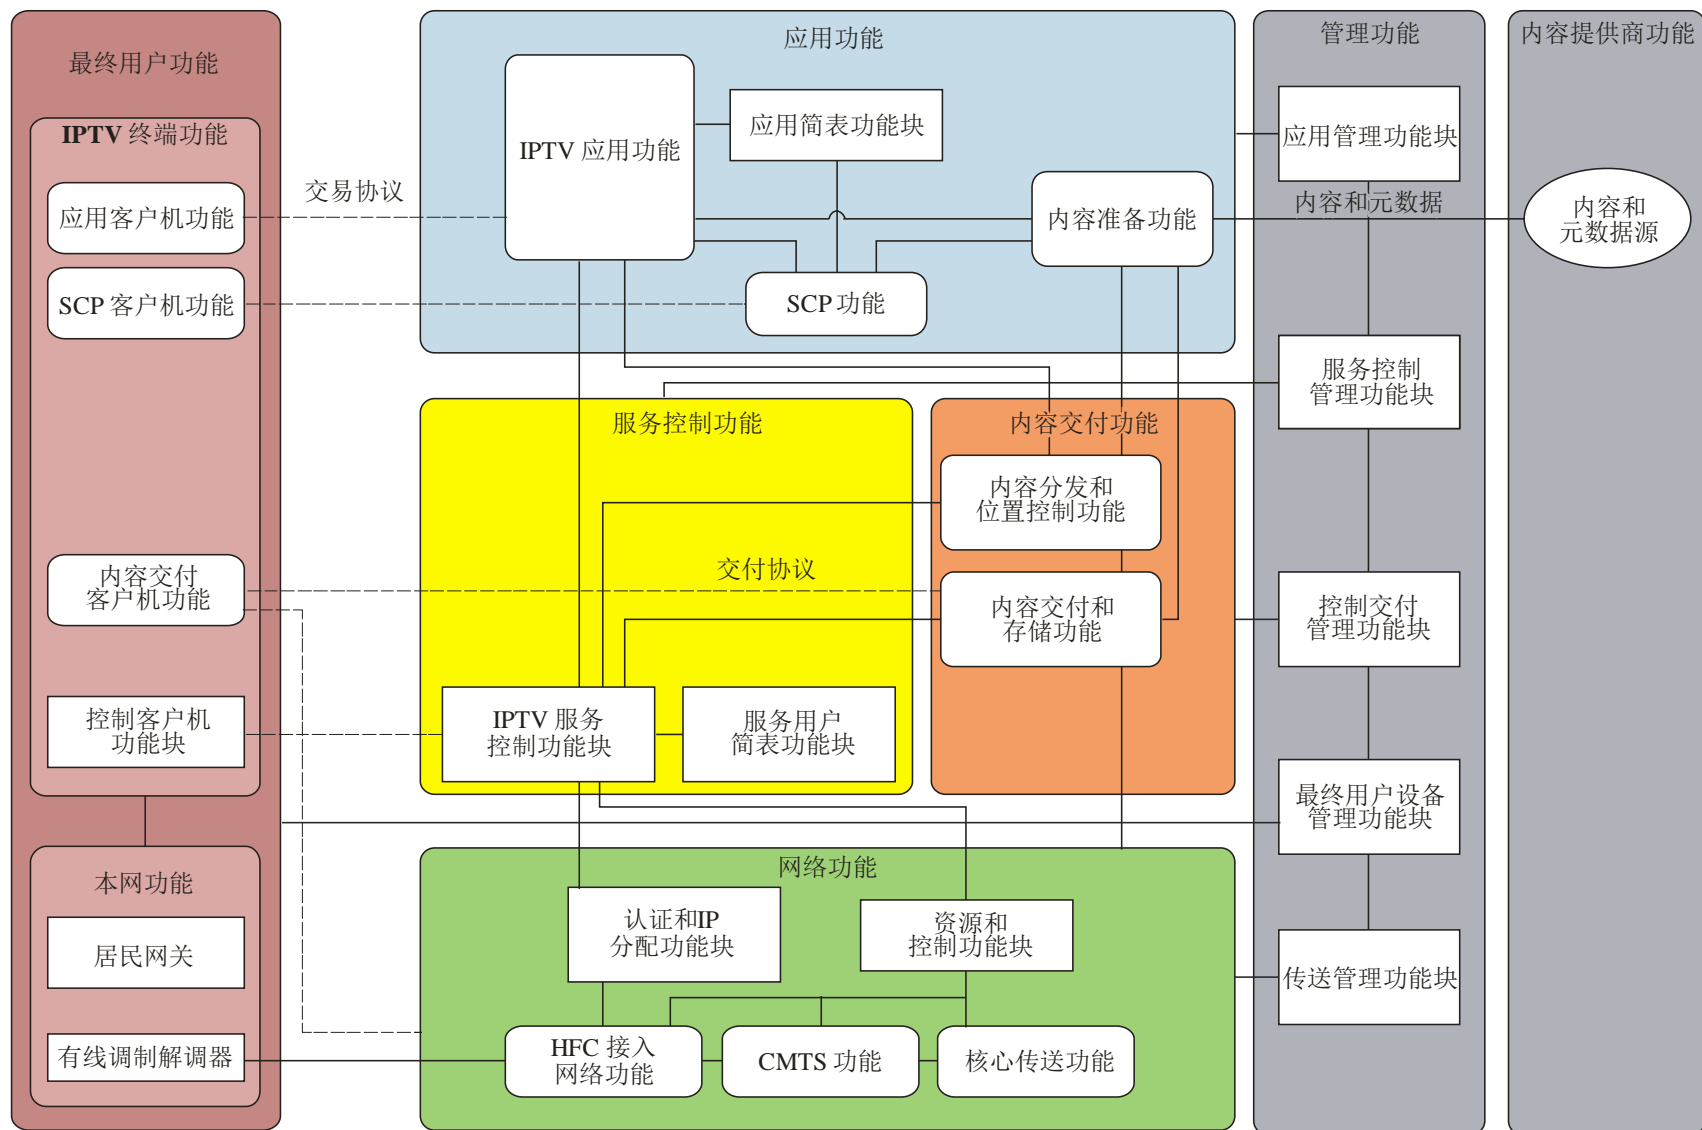 最终用户功能
IPTV 终端功能
应用客户机功能
SCP 客户机功能
内容交付
客户机功能
控制客户机
功能块
本网功能
居民网关
有线调制解调器
交易协议
应用功能
IPTV 应用功能
应用简表功能块
内容准备功能
SCP 功能
服务控制功能
交付协议
IPTV 服务
控制功能块
服务用户
简表功能块
内容交付功能
内容分发和
位置控制功能
内容交付和
存储功能
网络功能
认证和IP
分配功能块
资源和
控制功能块
HFC 接入
网络功能
CMTS 功能
核心传送功能
管理功能
应用管理功能块
内容和元数据
服务控制
管理功能块
控制交付
管理功能块
最终用户设备
管理功能块
传送管理功能块
内容提供商功能
内容和
元数据源